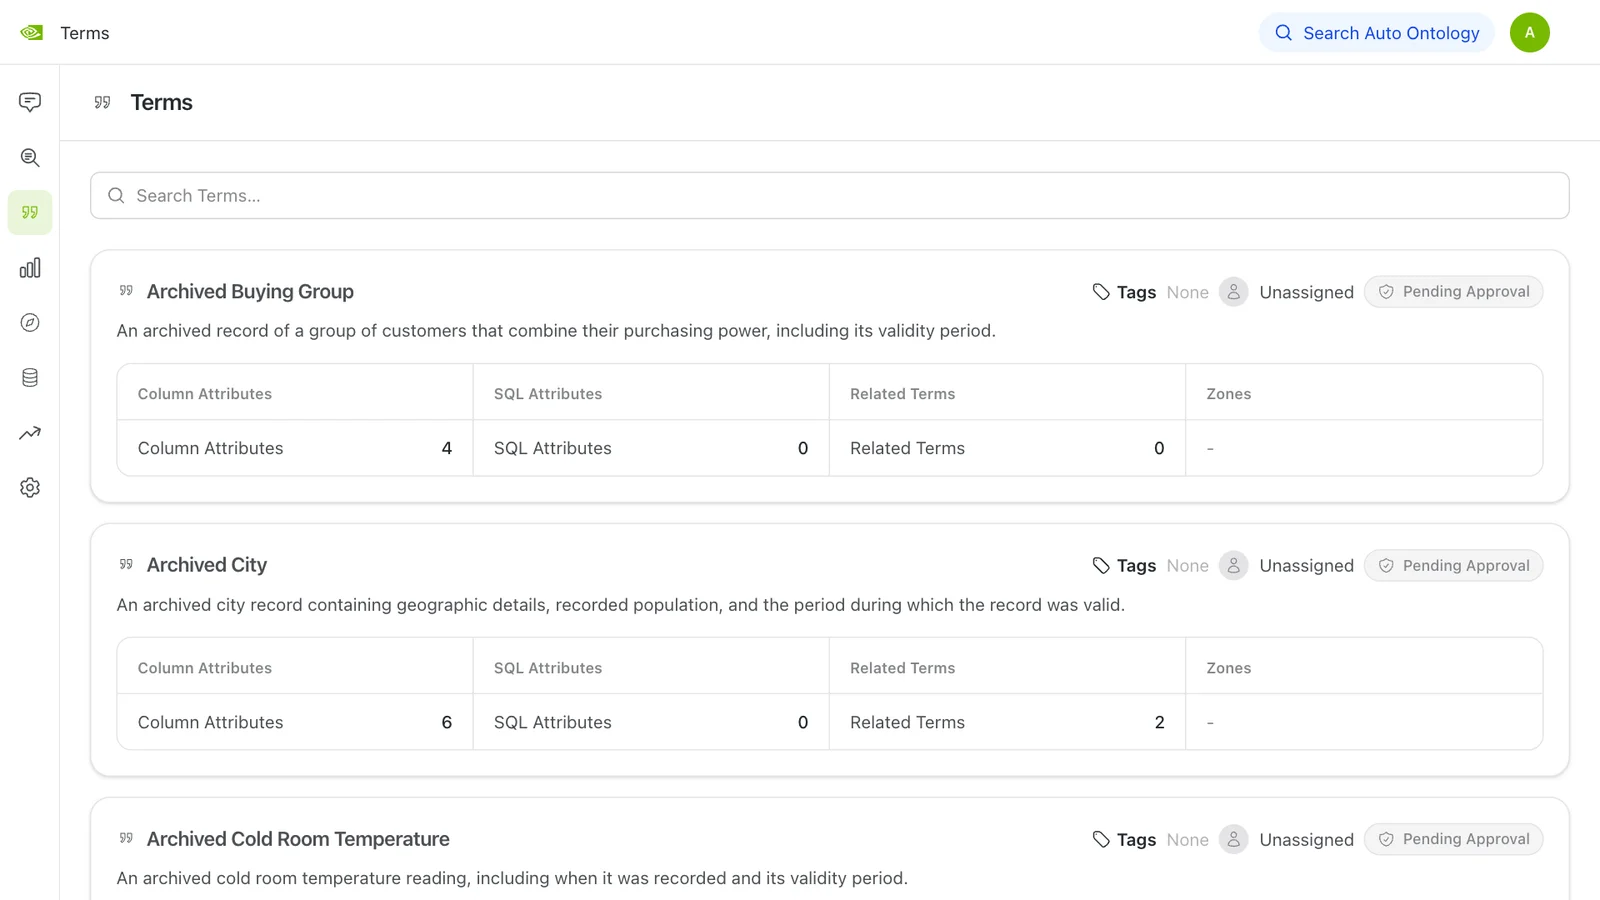 Terms
Search Auto Ontology
A
Terms
Search Terms...
Archived Buying Group
Tags None Unassigned Pending Approval
An archived record of a group of customers that combine their purchasing power, including its validity period.
Column Attributes SQL Attributes Related Terms Zones
Column Attributes 4 SQL Attributes 0 Related Terms 0 -
Archived City
Tags None Unassigned Pending Approval
An archived city record containing geographic details, recorded population, and the period during which the record was valid.
Column Attributes SQL Attributes Related Terms Zones
Column Attributes 6 SQL Attributes 0 Related Terms 2 -
Archived Cold Room Temperature
Tags None Unassigned Pending Approval
An archived cold room temperature reading, including when it was recorded and its validity period.